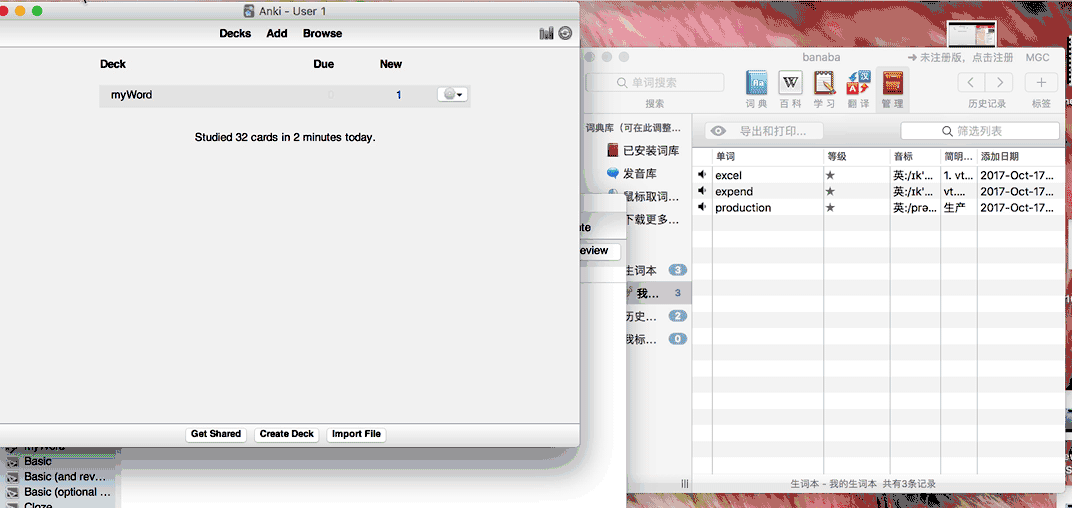 Anki - User 1
Decks Add Browse
Deck Due New
myWord 1
Studied 32 cards in 2 minutes today.
Get Shared Create Deck Import File
Basic
Basic (and rev...
Basic (optional ...
Cloze
eview
banaba
未注册版，点击注册 MGC
单词搜索
搜索 词典 百科 学习 翻译 管理 历史记录 标签
词典库（可在此调整...
已安装词库
发音库
鼠标取词...
下载更多...
生词本 3
我... 3
历史... 2
我标... 0
导出和打印...
筛选列表
单词 等级 音标 简明... 添加日期
excel ★ 英:/ɪk'... 1. vt... 2017-Oct-17...
expend ★ 英:/ɪk'... vt.... 2017-Oct-17...
production ★ 英:/prə... 生产 2017-Oct-17...
生词本 - 我的生词本 共有3条记录